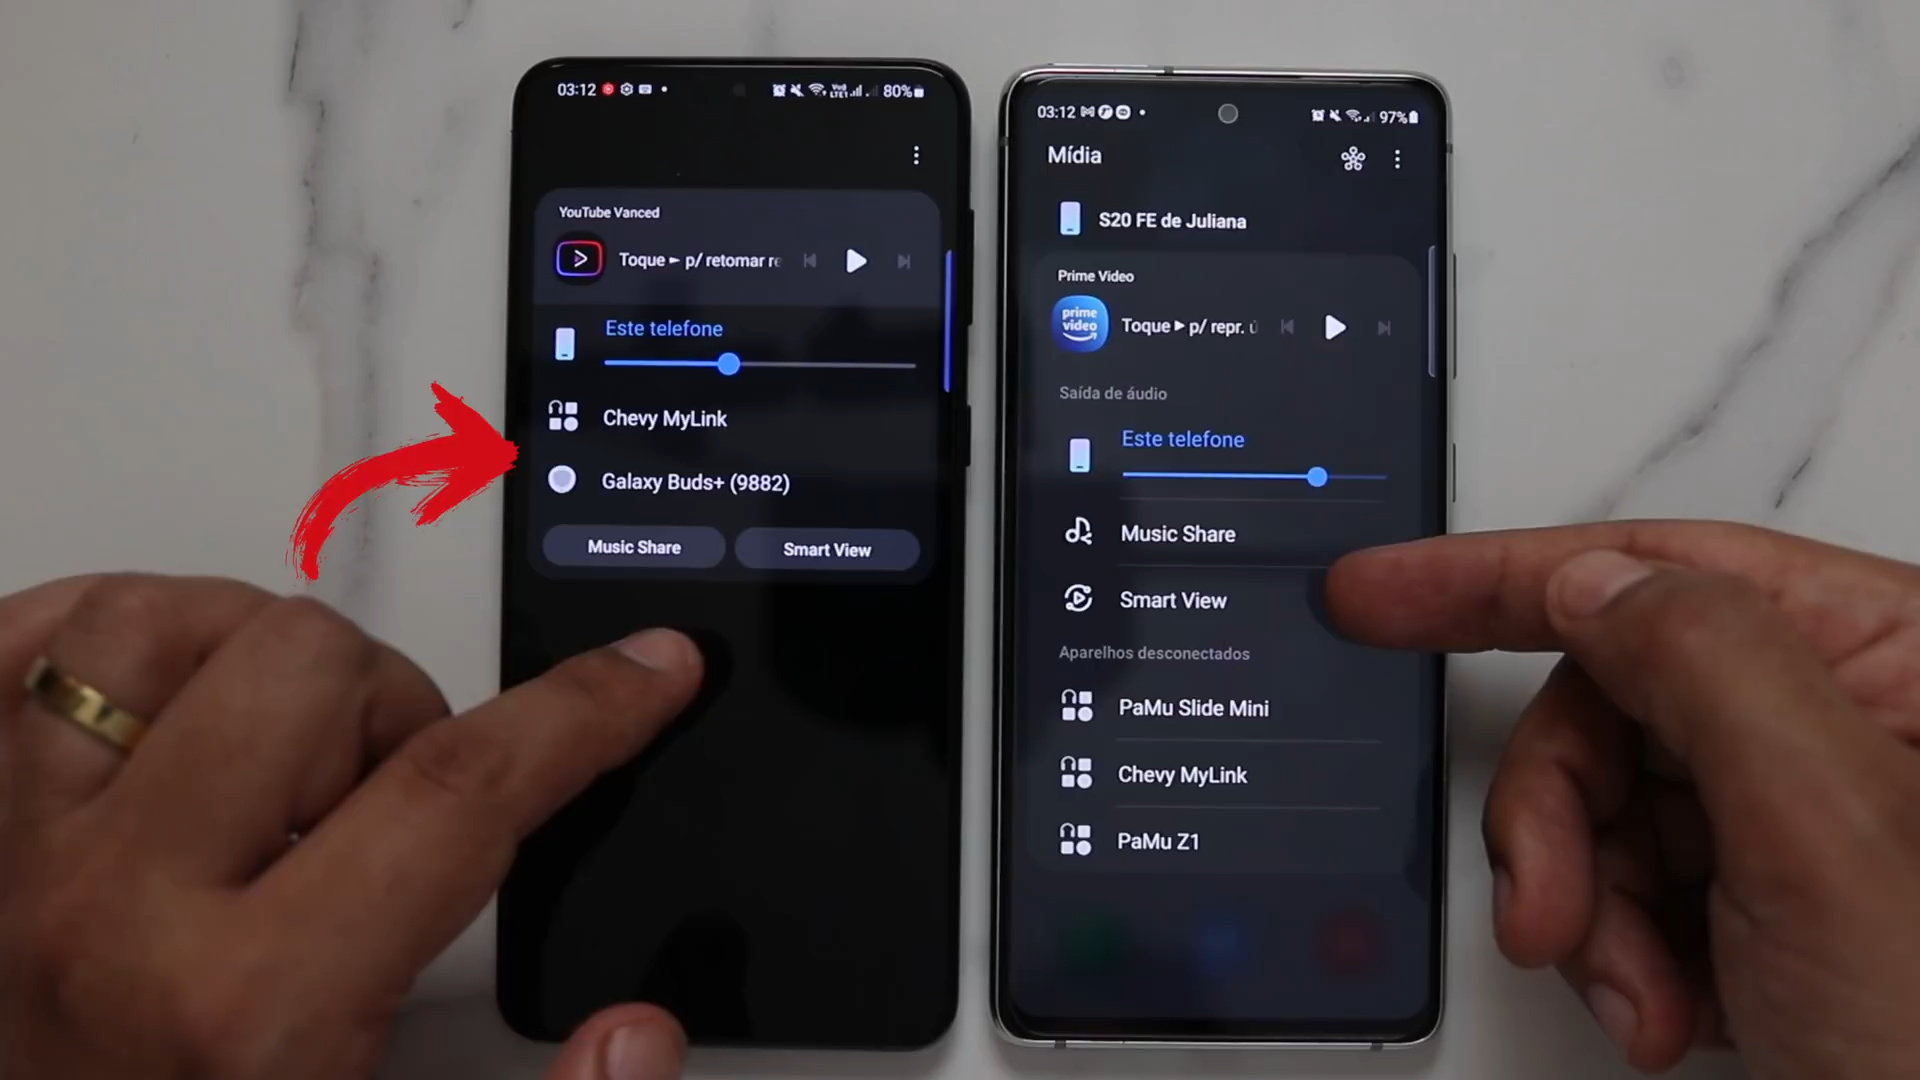 03:12
80%
YouTube Vanced
Toque ► p/ retomar re
Este telefone
Chevy MyLink
Galaxy Buds+ (9882)
Music Share
Smart View
03:12
97%
Mídia
S20 FE de Juliana
Prime Video
prime
video
Toque ► p/ repr. ú
Saída de áudio
Este telefone
Music Share
Smart View
Aparelhos desconectados
PaMu Slide Mini
Chevy MyLink
PaMu Z1